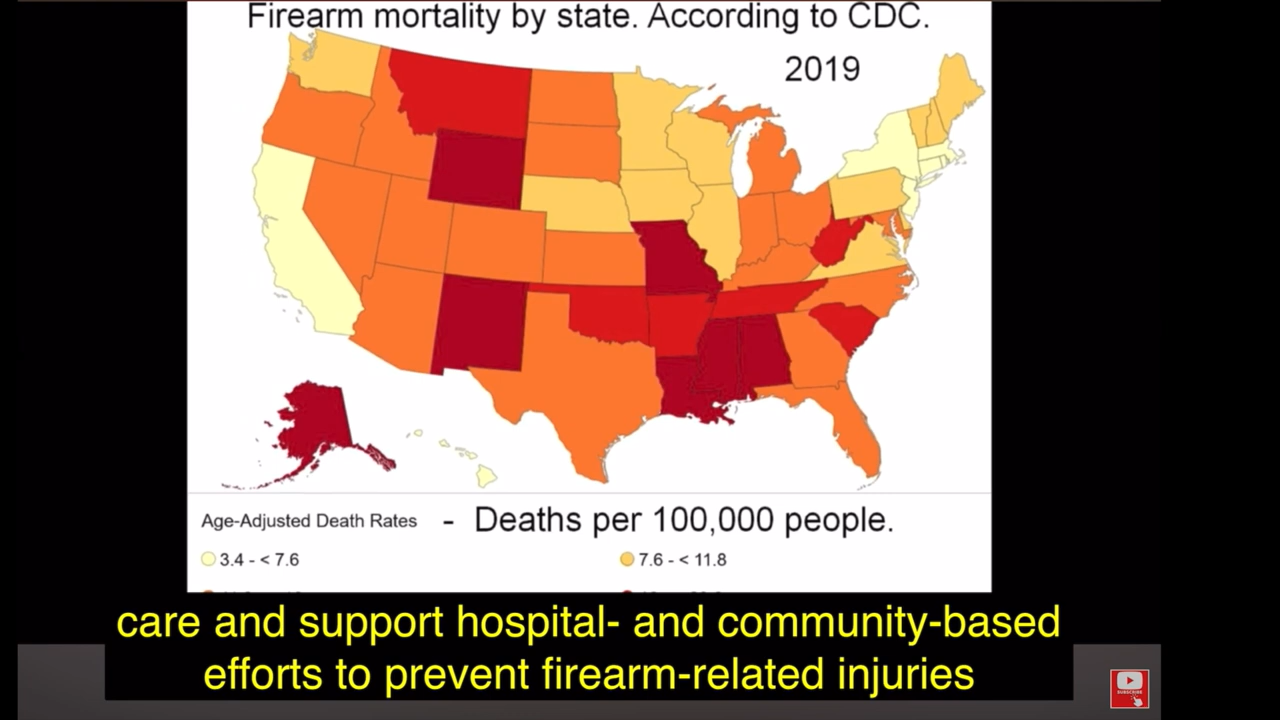 Firearm mortality by state. According to CDC.
2019
Age-Adjusted Death Rates - Deaths per 100,000 people.
3.4 - < 7.6
7.6 - < 11.8
care and support hospital- and community-based
efforts to prevent firearm-related injuries
SUBSCRIBE